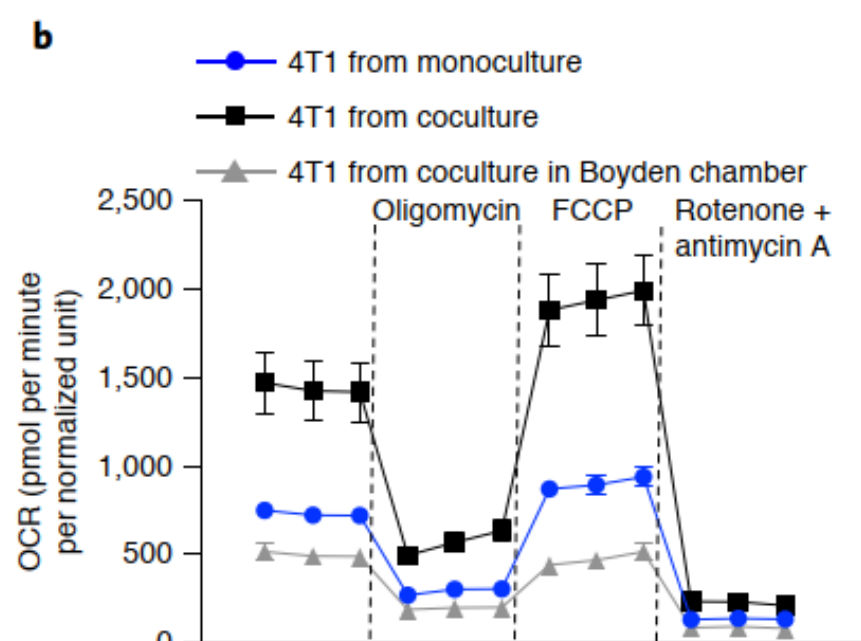 b
4T1 from monoculture
4T1 from coculture
4T1 from coculture in Boyden chamber
2,500
Oligomycin
FCCP
Rotenone +
antimycin A
2,000
1,500
1,000
500
0
OCR (pmol per minute
per normalized unit)